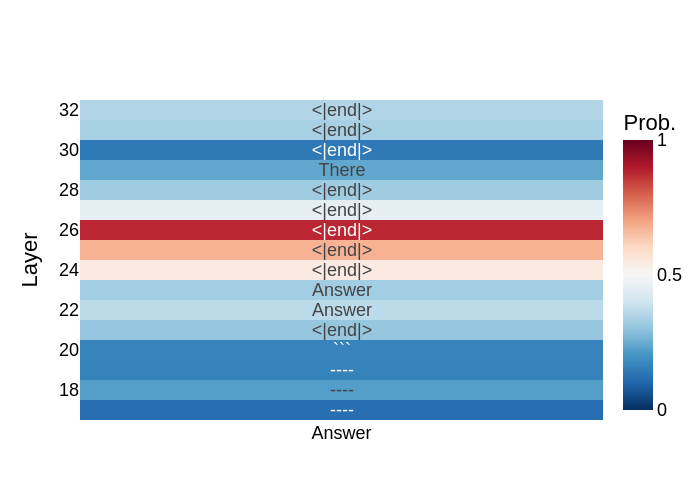 Prob.
32 <|end|> 1
<|end|>
30 <|end|>
There
28 <|end|>
<|end|>
26 <|end|>
<|end|>
24 <|end|> 0.5
Answer
22 Answer
<|end|>
20 ```
----
18 ----
---- 0
Layer
Answer